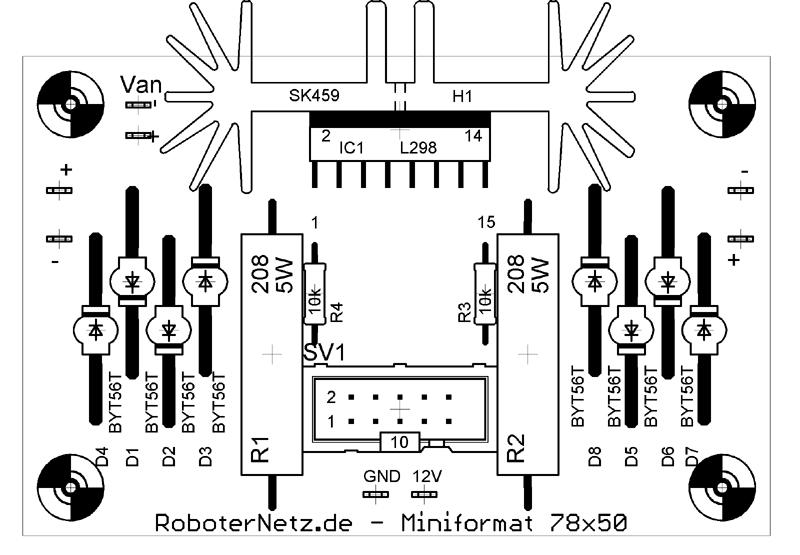 SK459 H1
Van
-
+
2 14
IC1 L298
+ -
1 15
- +
208 5W 208 5W
10k 10k
R4 R3
SV1
2
1
10
BYT56T BYT56T BYT56T BYT56T BYT56T BYT56T BYT56T BYT56T
R1 R2
D4 D1 D2 D3 D8 D5 D6 D7
GND 12V
RoboterNetz.de - Miniformat 78x50